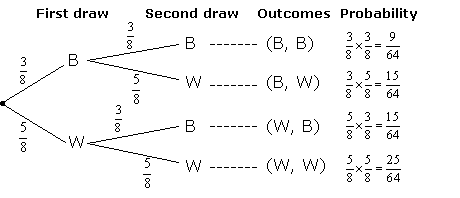 First draw Second draw Outcomes Probability
3/8 B ------- (B, B) 3/8 × 3/8 = 9/64
3/8 B
5/8 W ------- (B, W) 3/8 × 5/8 = 15/64
3/8 B ------- (W, B) 5/8 × 3/8 = 15/64
5/8 W
5/8 W ------- (W, W) 5/8 × 5/8 = 25/64